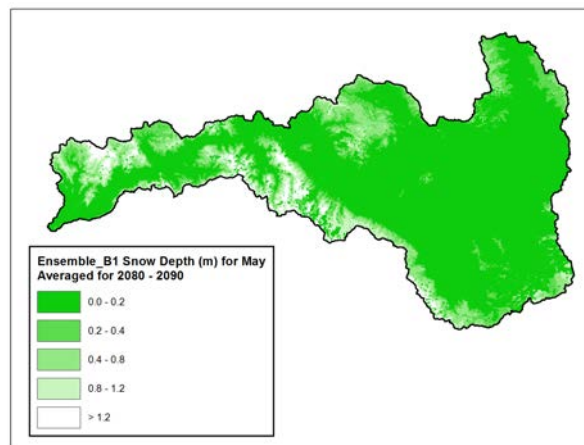 Ensemble_B1 Snow Depth (m) for May
Averaged for 2080 - 2090
0.0 - 0.2
0.2 - 0.4
0.4 - 0.8
0.8 - 1.2
> 1.2